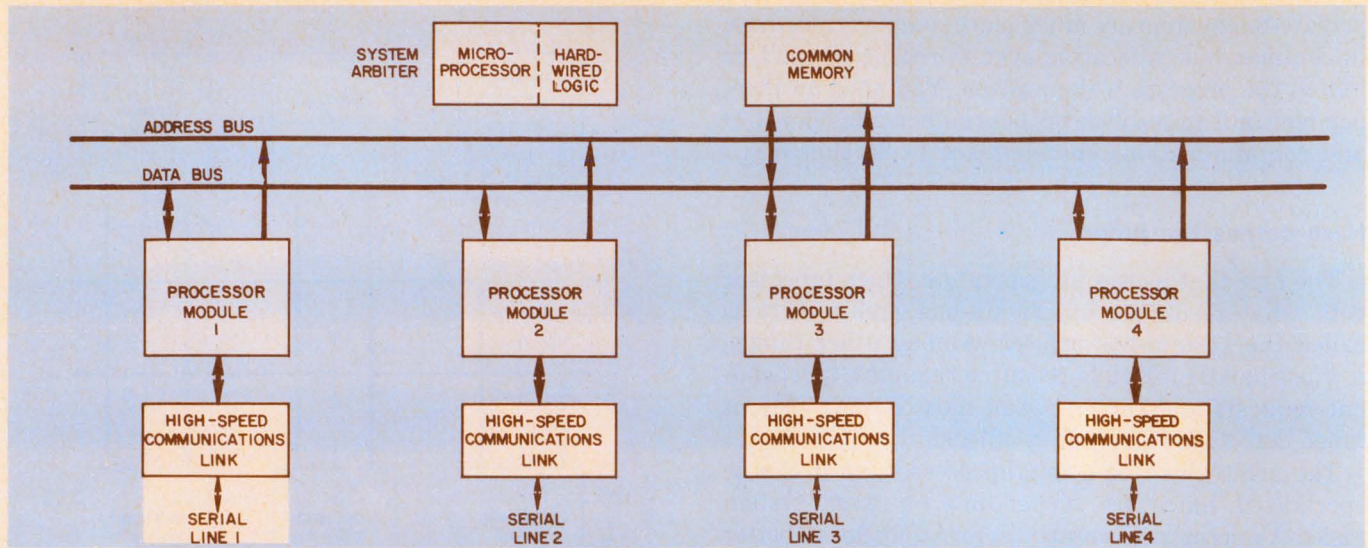 SYSTEM
ARBITER
MICRO-
PROCESSOR
HARD-
WIRED
LOGIC
COMMON
MEMORY
ADDRESS BUS
DATA BUS
PROCESSOR
MODULE
1
PROCESSOR
MODULE
2
PROCESSOR
MODULE
3
PROCESSOR
MODULE
4
HIGH-SPEED
COMMUNICATIONS
LINK
HIGH-SPEED
COMMUNICATIONS
LINK
HIGH-SPEED
COMMUNICATIONS
LINK
HIGH-SPEED
COMMUNICATIONS
LINK
SERIAL
LINE 1
SERIAL
LINE 2
SERIAL
LINE 3
SERIAL
LINE4